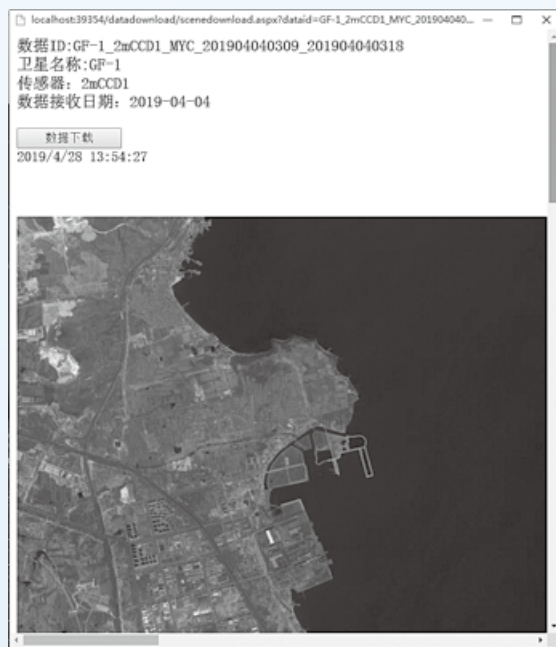 localhost:39354/datadownload/scenedownload.aspx?dataid=GF-1_2mCCD1_MYC_201904040...
数据ID:GF-1_2mCCD1_MYC_201904040309_201904040318
卫星名称:GF-1
传感器：2mCCD1
数据接收日期：2019-04-04
数据下载
2019/4/28 13:54:27